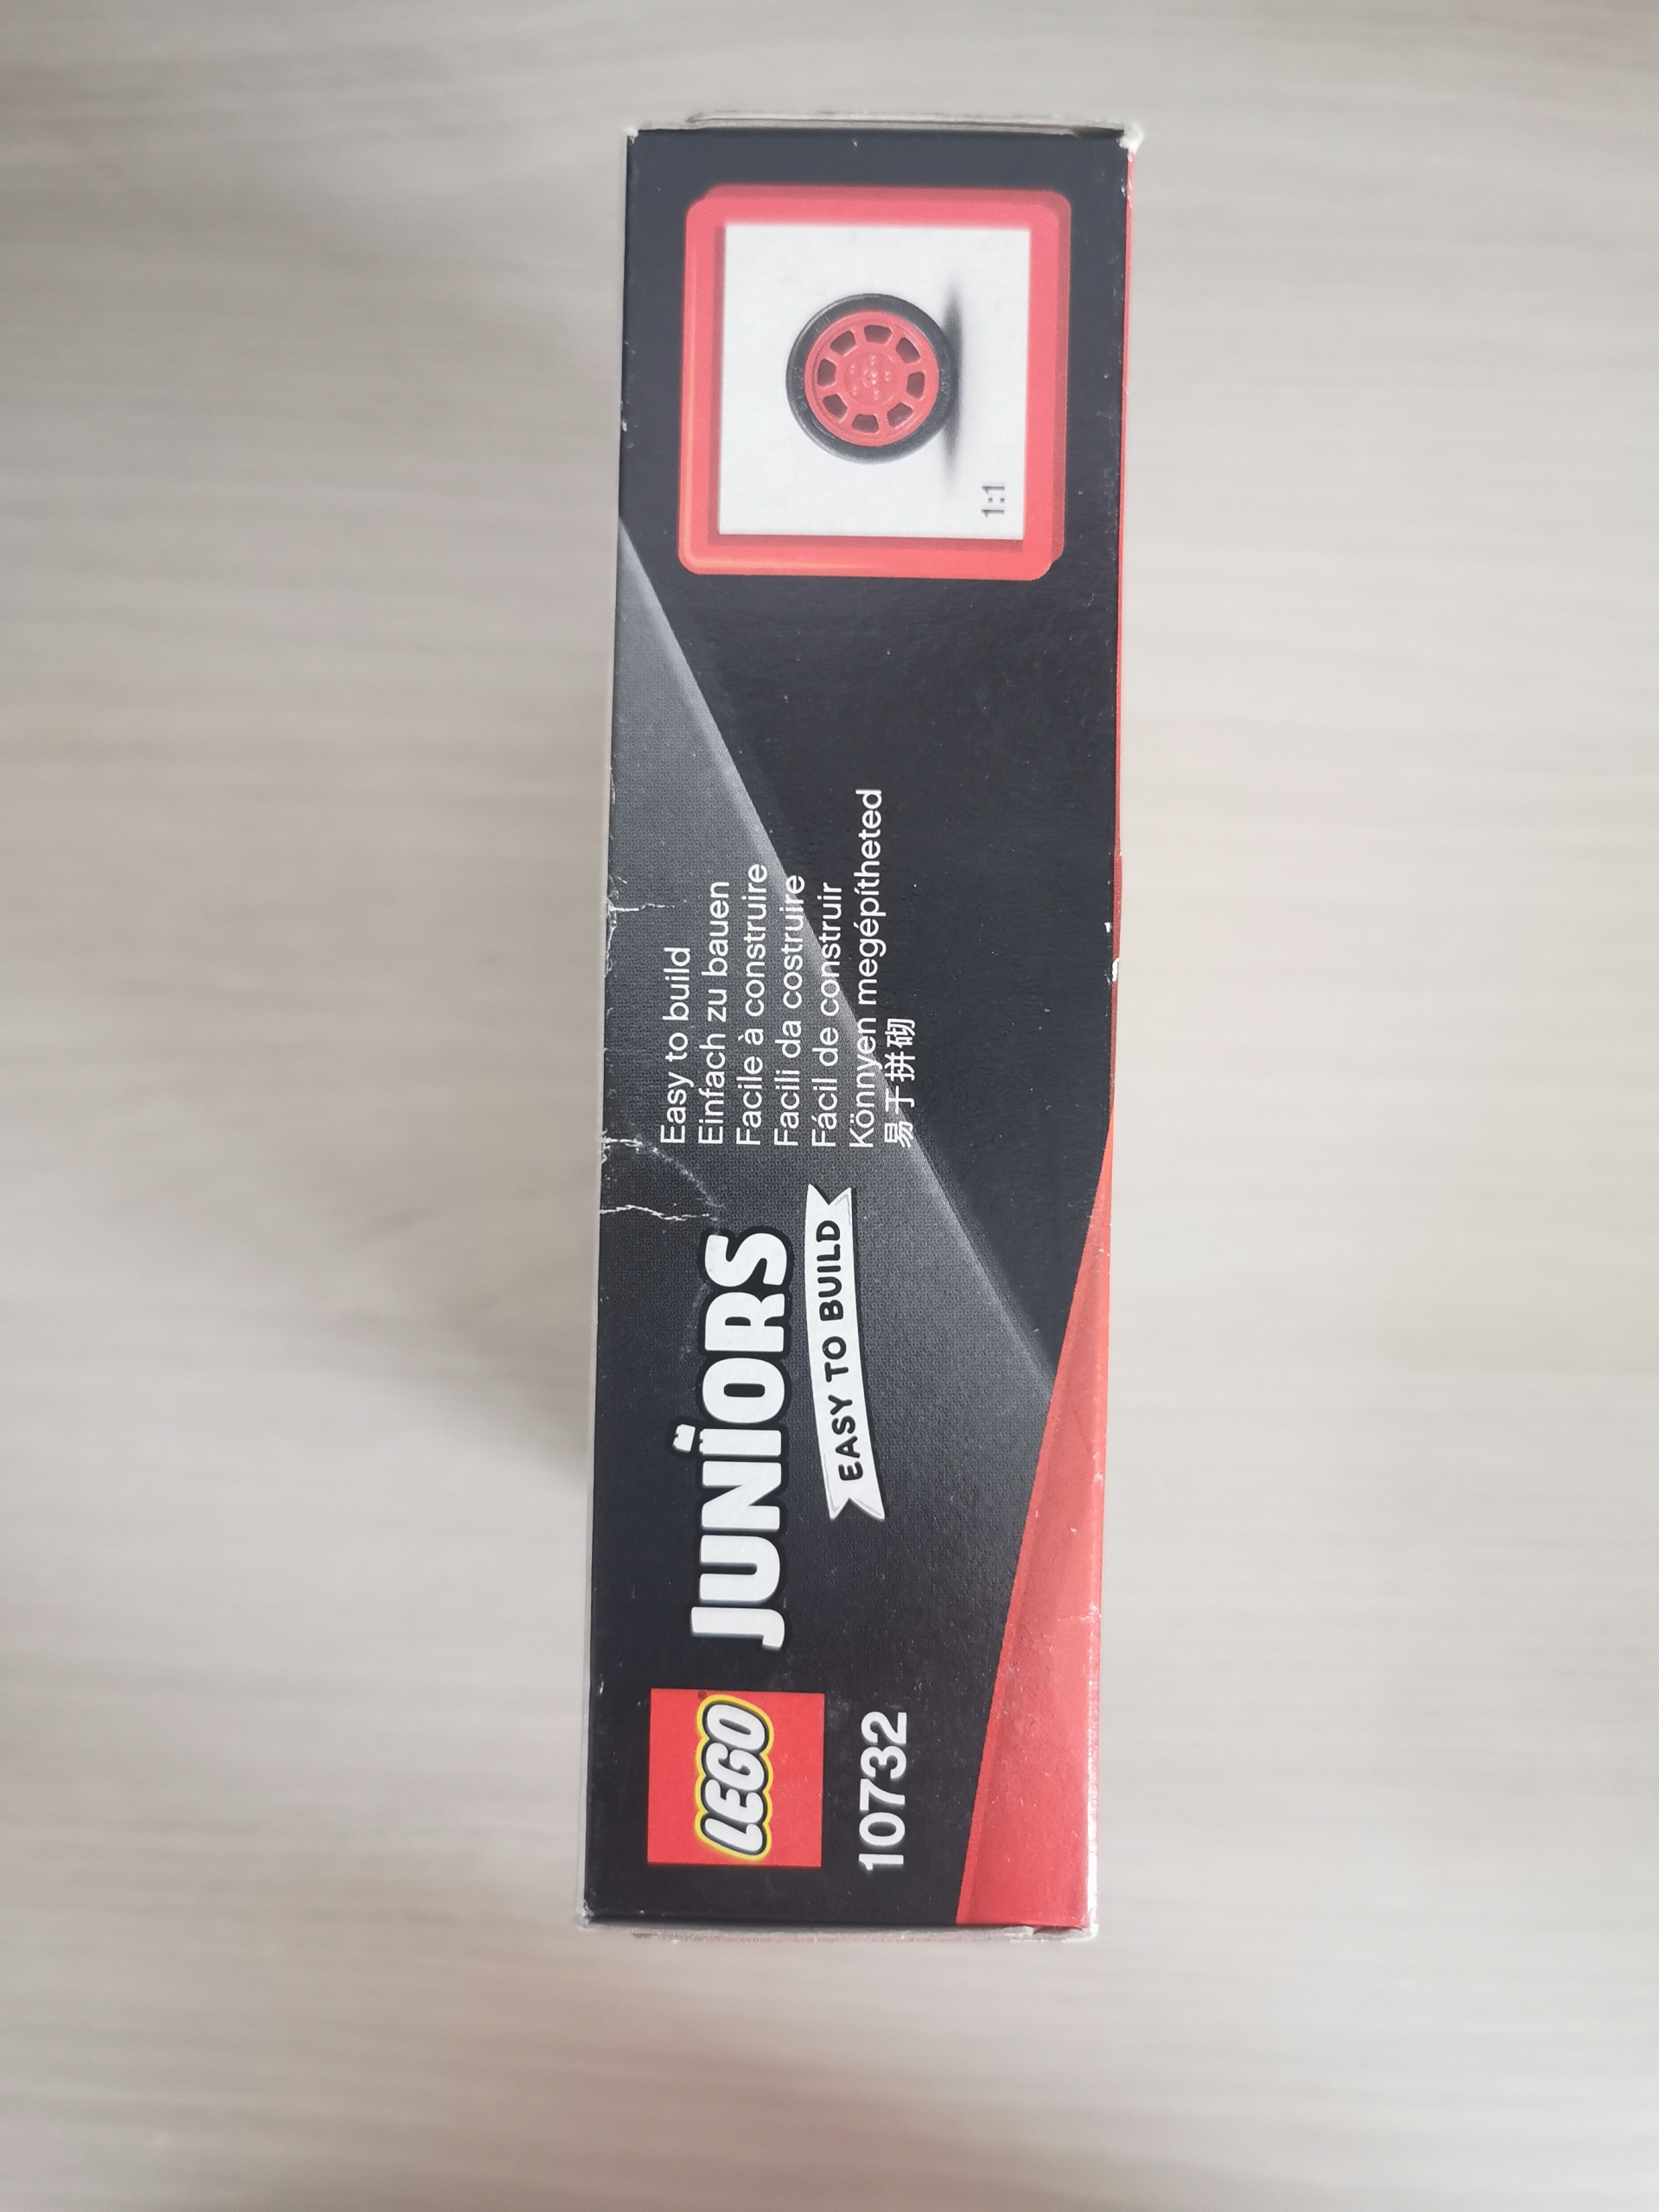 LEGO
JUNIORS
EASY TO BUILD
10732
Easy to build
Einfach zu bauen
Facile à construire
Facili da costruire
Fácil de construir
Könnyen megépítheted
易于拼砌
1:1